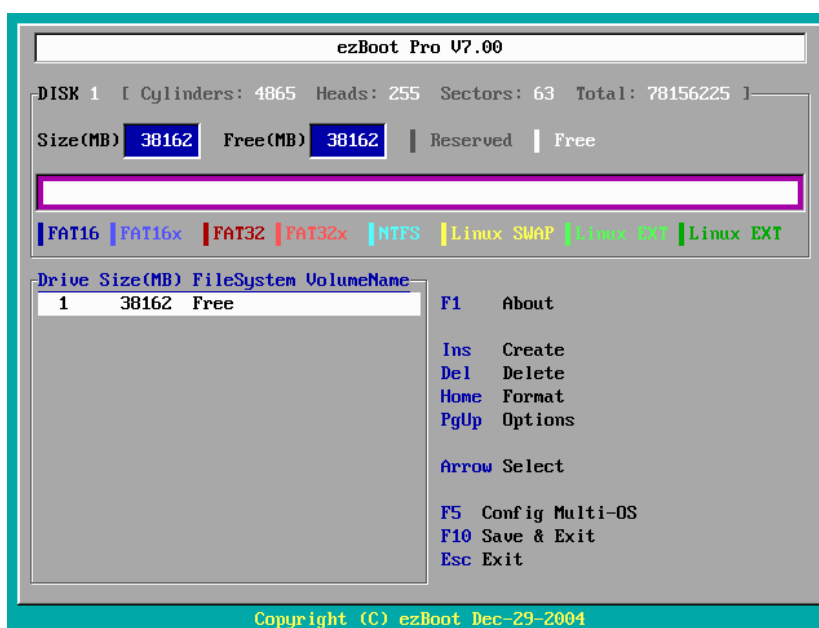 ezBoot Pro V7.00
DISK 1 [ Cylinders: 4865 Heads: 255 Sectors: 63 Total: 78156225 ]
Size(MB) 38162 Free(MB) 38162 Reserved Free
FAT16 FAT16x FAT32 FAT32x NTFS Linux SWAP Linux EXT Linux EXT
Drive Size(MB) FileSystem VolumeName
1 38162 Free
F1 About
Ins Create
Del Delete
Home Format
PgUp Options
Arrow Select
F5 Config Multi-OS
F10 Save & Exit
Esc Exit
Copyright (C) ezBoot Dec-29-2004